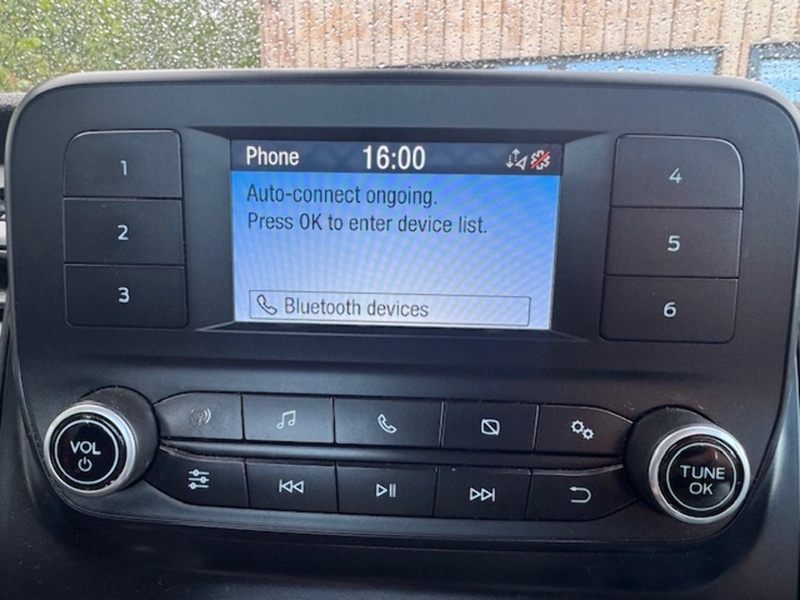 Phone 16:00
Auto-connect ongoing.
Press OK to enter device list.
Bluetooth devices
1
2
3
4
5
6
VOL
TUNE
OK